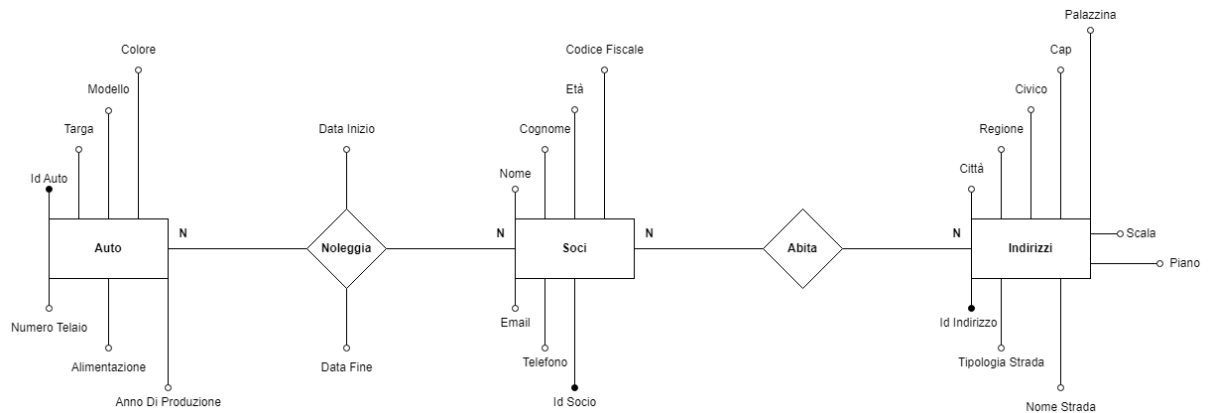 Palazzina
Colore
Codice Fiscale
Cap
Modello
Età
Civico
Targa
Data Inizio
Cognome
Regione
Id Auto
Nome
Città
N
N
N
N
Scala
Auto
Noleggia
Soci
Abita
Indirizzi
Piano
Numero Telaio
Email
Id Indirizzo
Alimentazione
Data Fine
Telefono
Tipologia Strada
Anno Di Produzione
Id Socio
Nome Strada